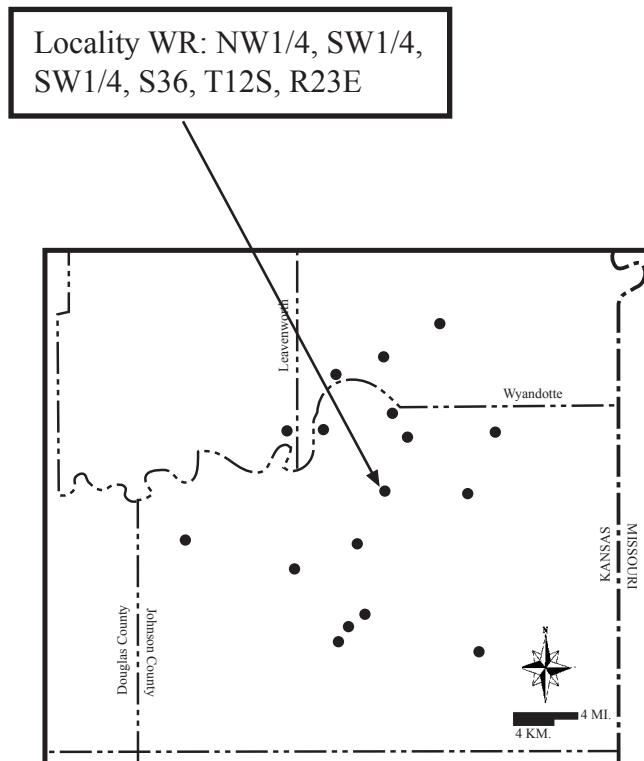 Locality WR: NW1/4, SW1/4,
SW1/4, S36, T12S, R23E
Leavenworth
Wyandotte
KANSAS
MISSOURI
Douglas County
Johnson County
N
4 MI.
4 KM.